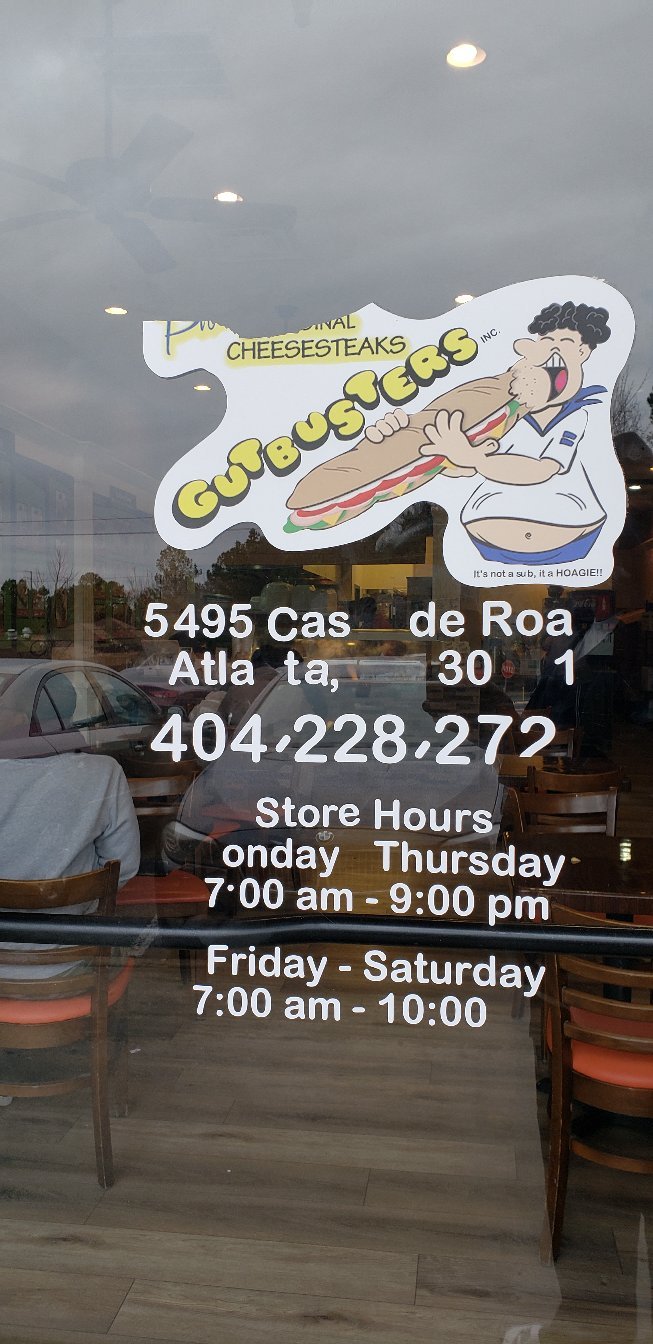 CHEESESTEAKS
GUTBUSTERS INC.
It's not a sub, it a HOAGIE!!
5495 Cas de Roa
Atla ta, 30 1
404-228-272
Store Hours
onday Thursday
7:00 am - 9:00 pm
Friday - Saturday
7:00 am - 10:00